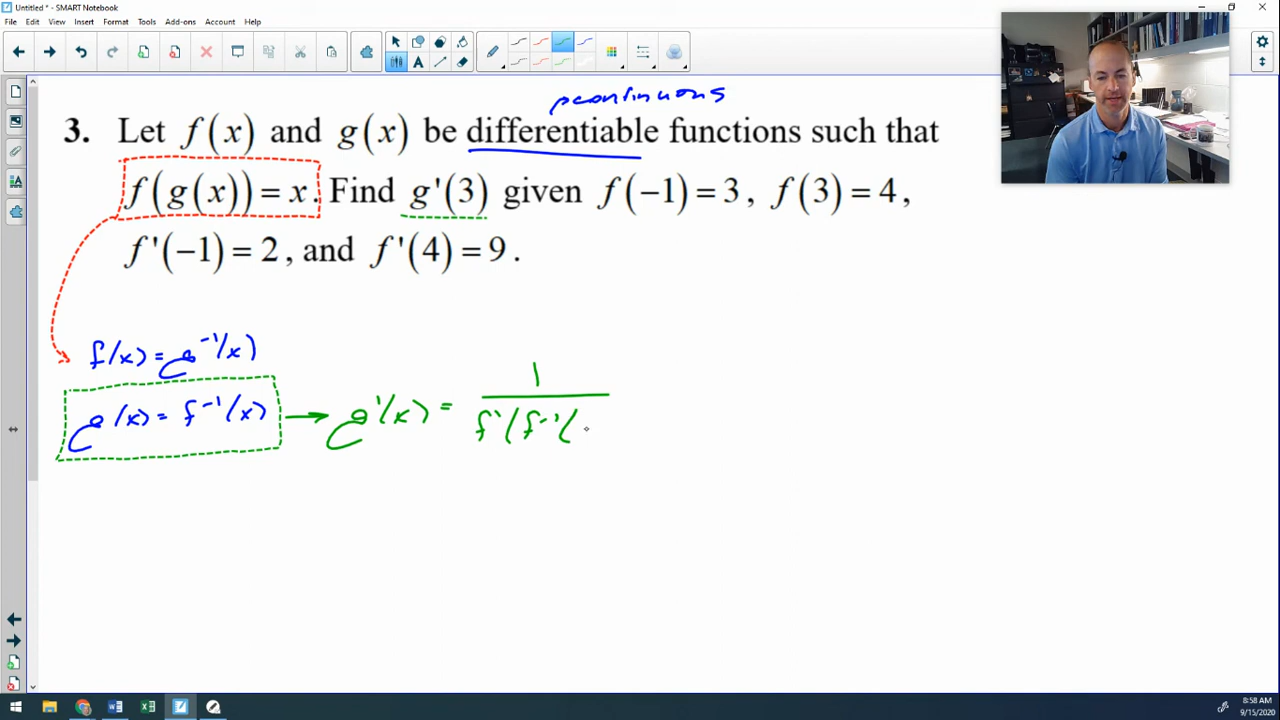 Untitled * - SMART Notebook
File Edit View Insert Format Tools Add-ons Account Help
continuous
3. Let f(x) and g(x) be differentiable functions such that
f(g(x)) = x. Find g'(3) given f(−1) = 3, f(3) = 4,
f'(−1) = 2, and f'(4) = 9.
f(x) = g⁻¹(x)
g(x) = f⁻¹(x) → g'(x) = 1 / f'(f⁻¹(
8:58 AM
9/15/2020